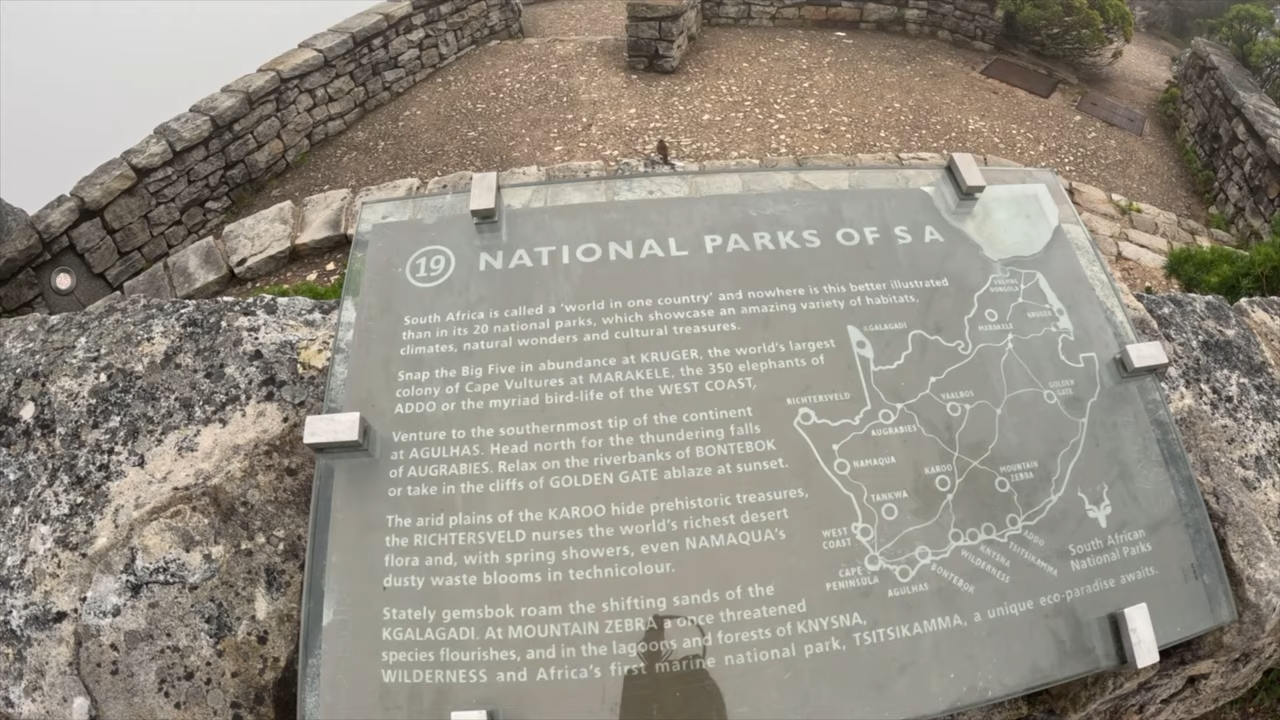 19 NATIONAL PARKS OF SA
South Africa is called a 'world in one country' and nowhere is this better illustrated
than in its 20 national parks, which showcase an amazing variety of habitats,
climates, natural wonders and cultural treasures.
Snap the Big Five in abundance at KRUGER, the world's largest
colony of Cape Vultures at MARAKELE, the 350 elephants of
ADDO or the myriad bird-life of the WEST COAST,
Venture to the southernmost tip of the continent
at AGULHAS. Head north for the thundering falls
of AUGRABIES. Relax on the riverbanks of BONTEBOK
or take in the cliffs of GOLDEN GATE ablaze at sunset.
The arid plains of the KAROO hide prehistoric treasures,
the RICHTERSVELD nurses the world's richest desert
flora and, with spring showers, even NAMAQUA's
dusty waste blooms in technicolour.
Stately gemsbok roam the shifting sands of the
KGALAGADI. At MOUNTAIN ZEBRA a once threatened
species flourishes, and in the lagoons and forests of KNYSNA,
WILDERNESS and Africa's first marine national park, TSITSIKAMMA, a unique eco-paradise awaits.
KRUGER
MARAKELE
KGALAGADI
RICHTERSVELD
VAALBOS
GOLDEN
GATE
AUGRABIES
NAMAQUA
KAROO
MOUNTAIN
ZEBRA
TANKWA
WEST
COAST
CAPE
PENINSULA
AGULHAS
BONTEBOK
WILDERNESS
KNYSNA
TSITSIKAMMA
ADDO
South African
National Parks